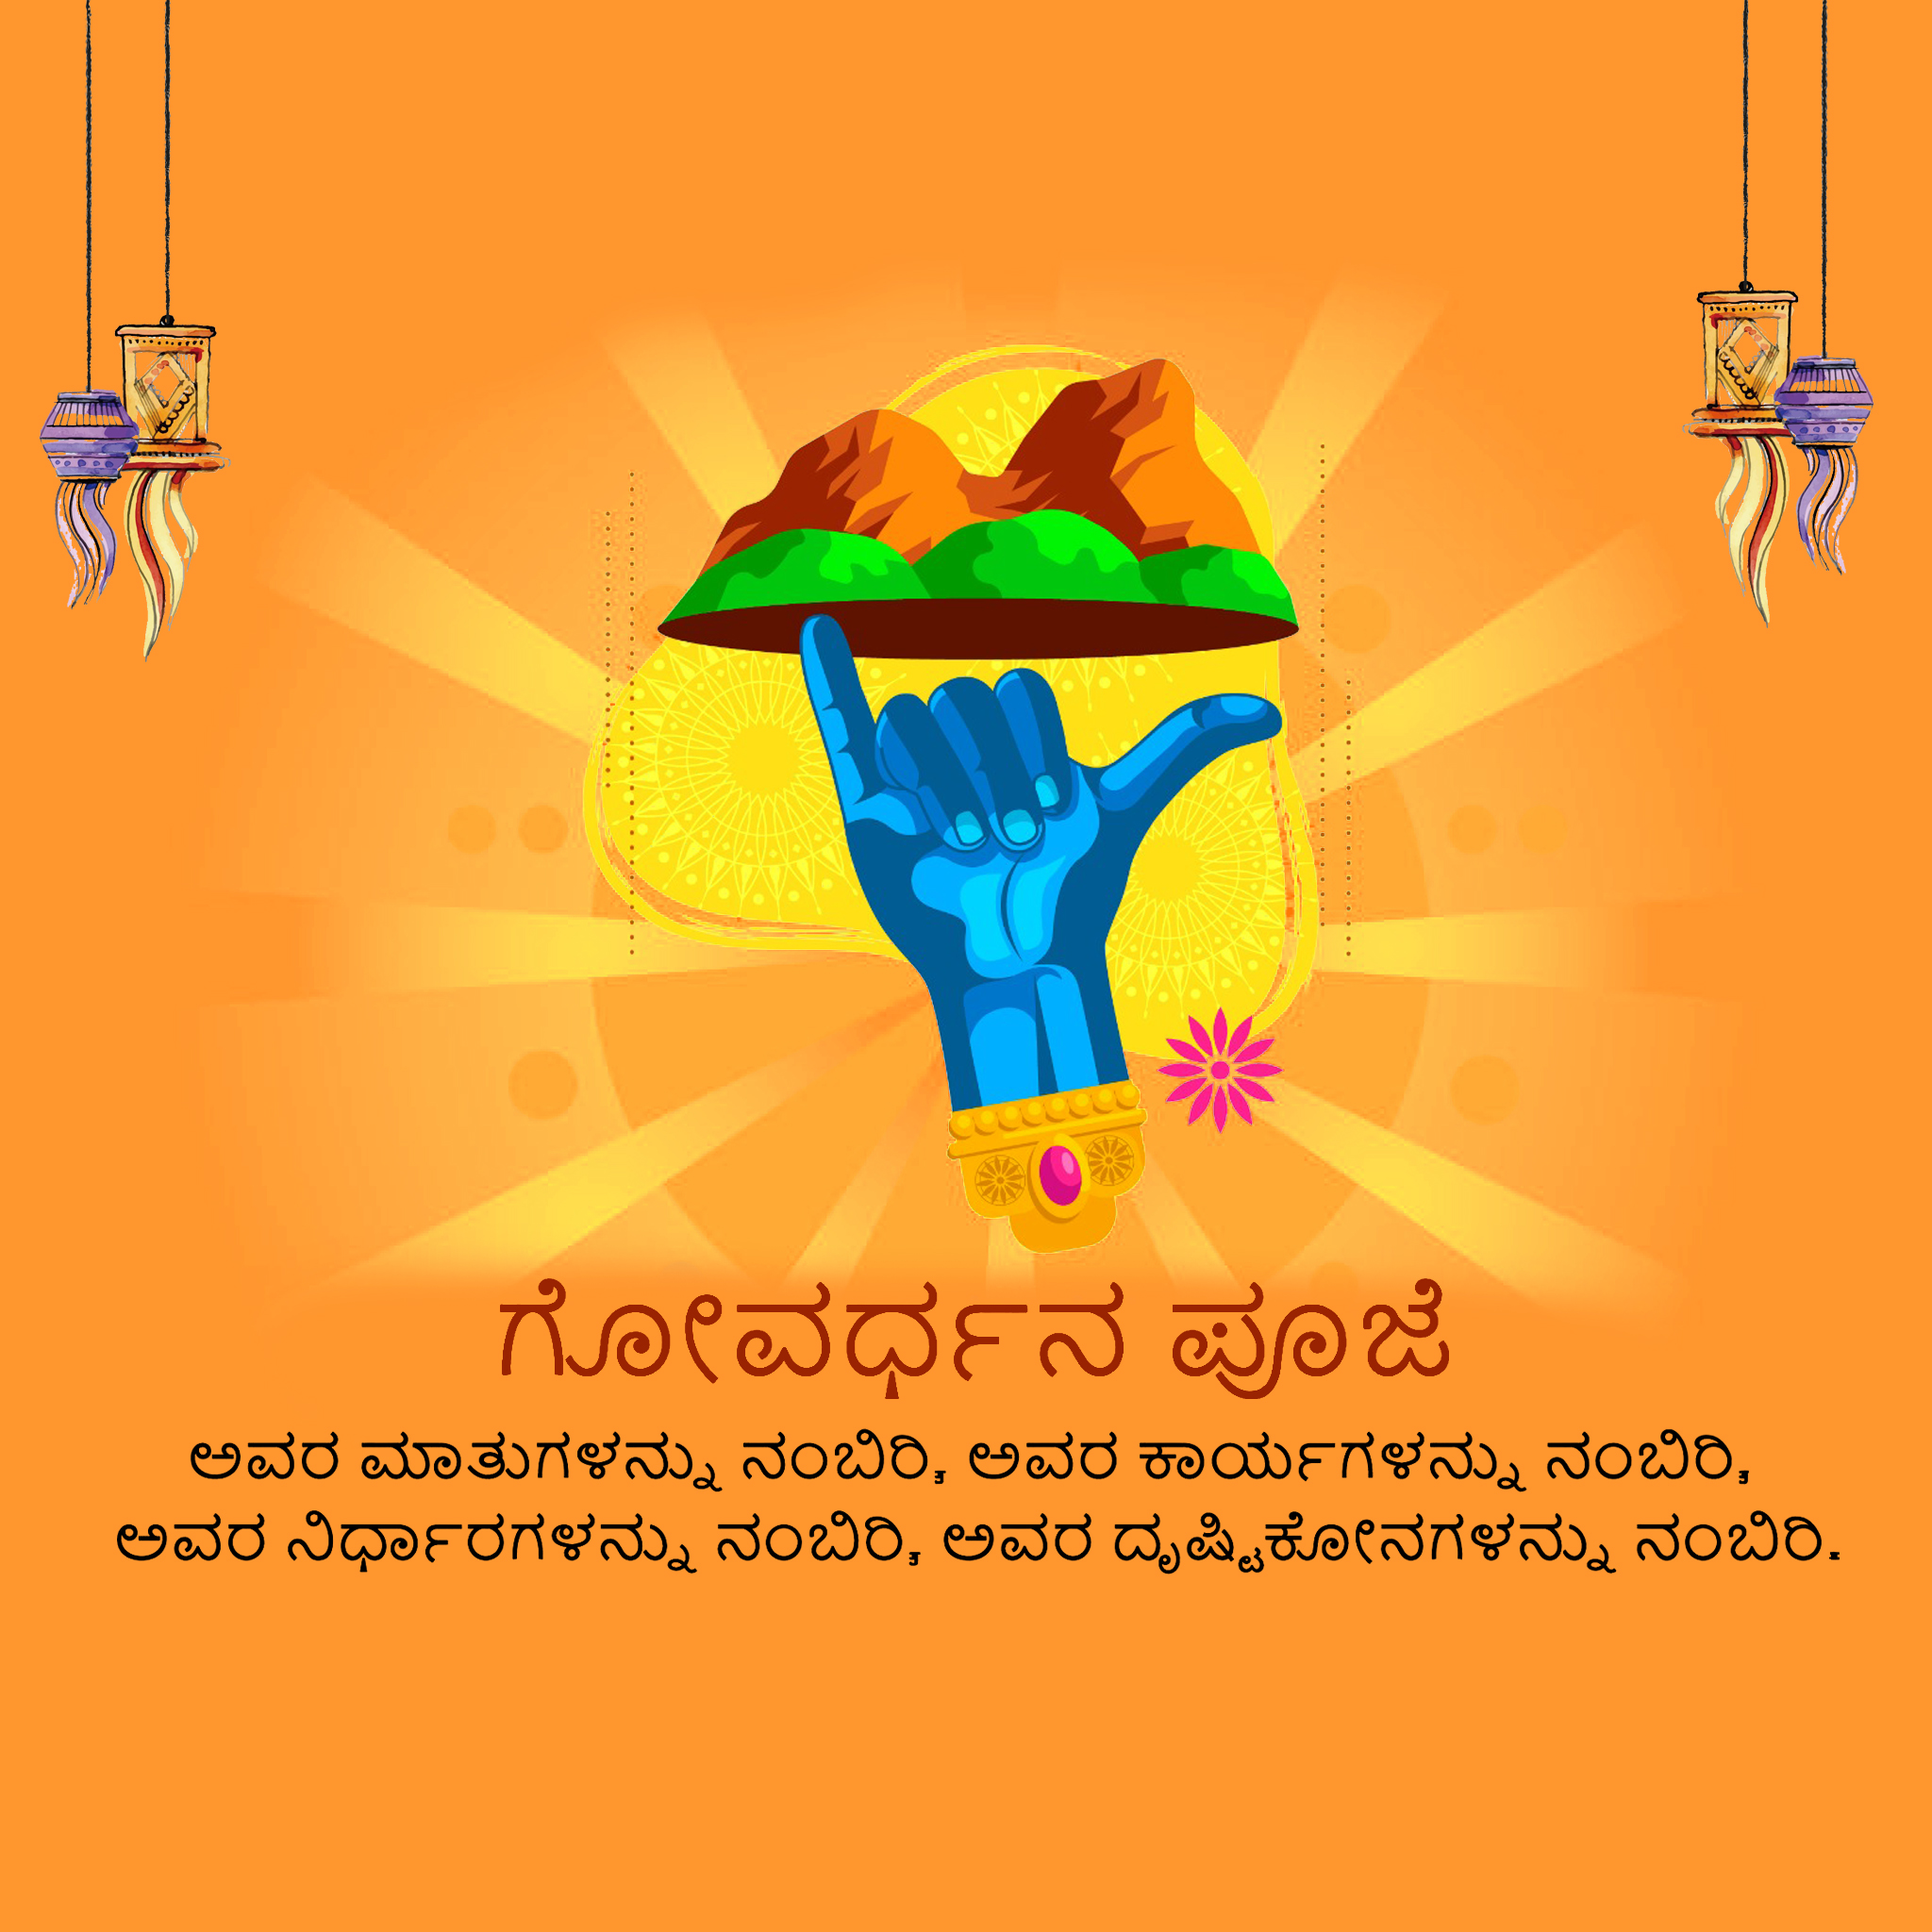 ಗೋವರ್ಧನ ಪೂಜೆ
ಅವರ ಮಾತುಗಳನ್ನು ನಂಬಿರಿ, ಅವರ ಕಾರ್ಯಗಳನ್ನು ನಂಬಿರಿ,
ಅವರ ನಿರ್ಧಾರಗಳನ್ನು ನಂಬಿರಿ, ಅವರ ದೃಷ್ಟಿಕೋನಗಳನ್ನು ನಂಬಿರಿ.